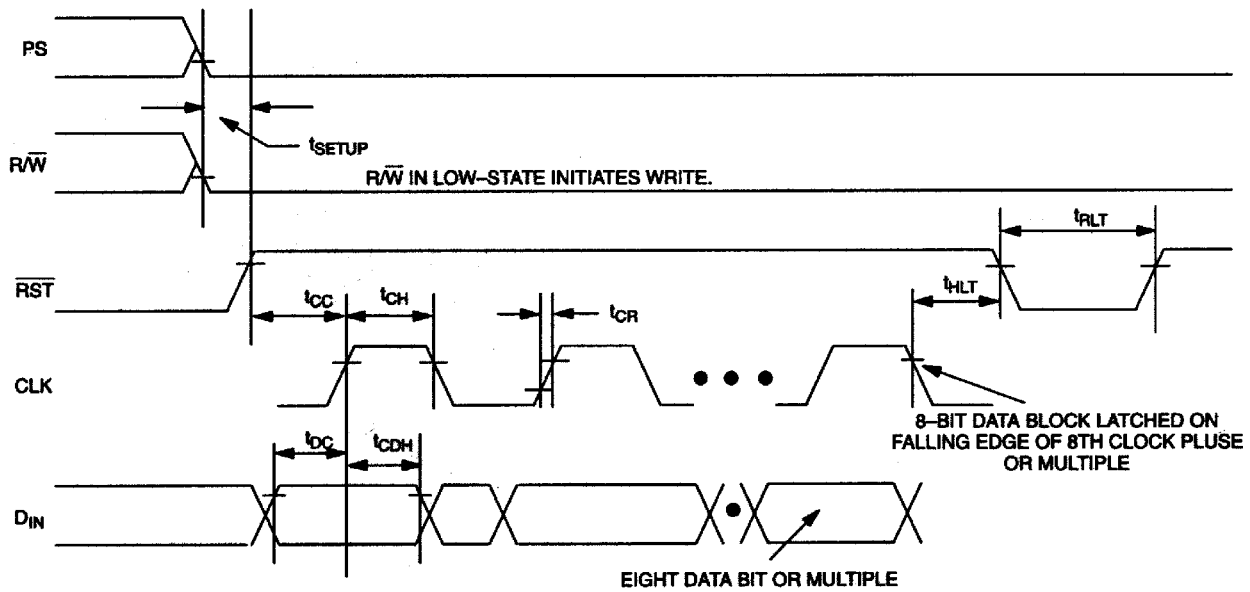 PS
tSETUP
R/W̅
R/W̅ IN LOW–STATE INITIATES WRITE.
tRLT
R̅S̅T̅
tCC
tCH
tCR
tHLT
CLK
8–BIT DATA BLOCK LATCHED ON
FALLING EDGE OF 8TH CLOCK PLUSE
OR MULTIPLE
tDC
tCDH
DIN
EIGHT DATA BIT OR MULTIPLE